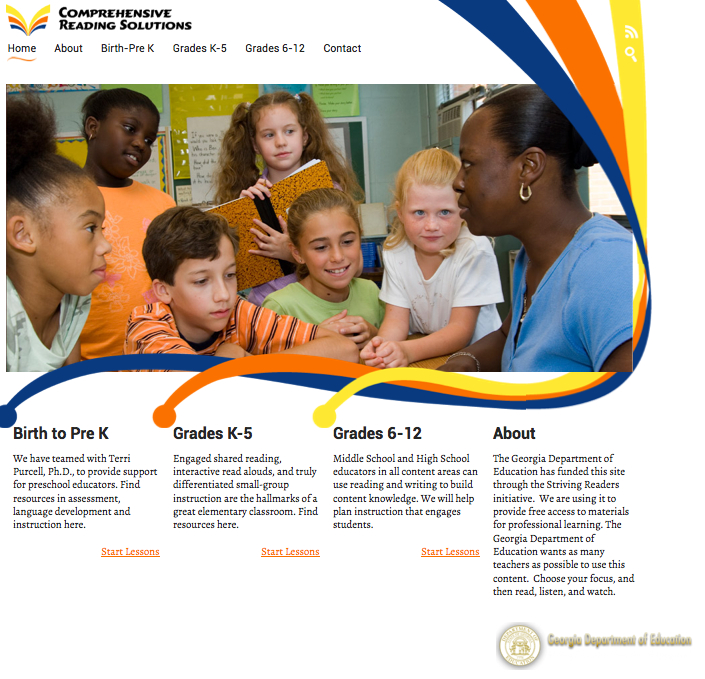 COMPREHENSIVE
READING SOLUTIONS
Home About Birth-Pre K Grades K-5 Grades 6-12 Contact
Birth to Pre K
We have teamed with Terri
Purcell, Ph.D., to provide support
for preschool educators. Find
resources in assessment,
language development and
instruction here.
Start Lessons
Grades K-5
Engaged shared reading,
interactive read alouds, and truly
differentiated small-group
instruction are the hallmarks of a
great elementary classroom. Find
resources here.
Start Lessons
Grades 6-12
Middle School and High School
educators in all content areas can
use reading and writing to build
content knowledge. We will help
plan instruction that engages
students.
Start Lessons
About
The Georgia Department of
Education has funded this site
through the Striving Readers
initiative. We are using it to
provide free access to materials
for professional learning. The
Georgia Department of
Education wants as many
teachers as possible to use this
content. Choose your focus, and
then read, listen, and watch.
Georgia Department of Education